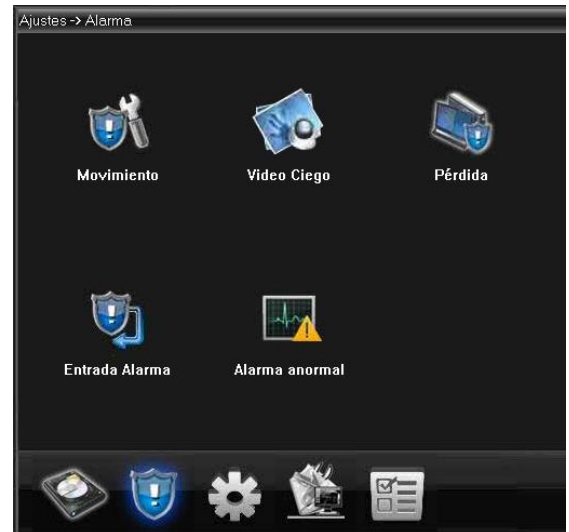 Ajustes -> Alarma
Movimiento
Video Ciego
Pérdida
Entrada Alarma
Alarma anormal